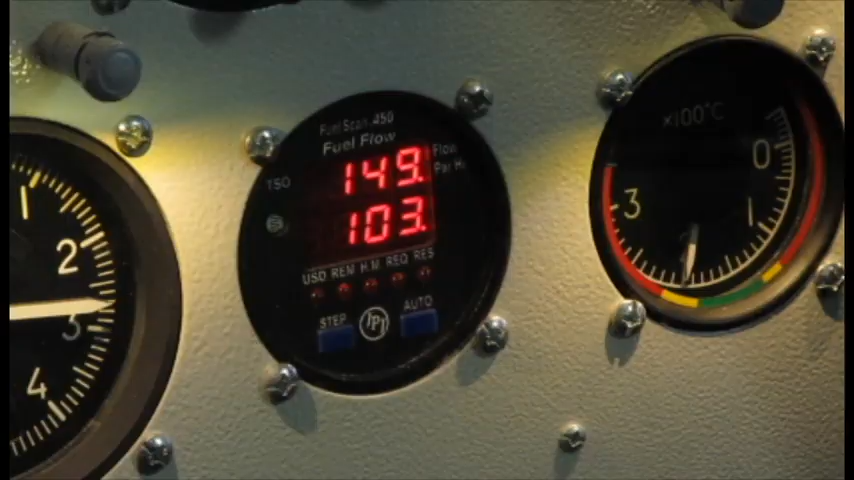 1
2
3
4
Fuel Scan 450
Fuel Flow
Flow
Per Hr
TSO
149.
103.
USD REM H.M REQ RES
STEP
AUTO
JPI
×100°C
0
1
3